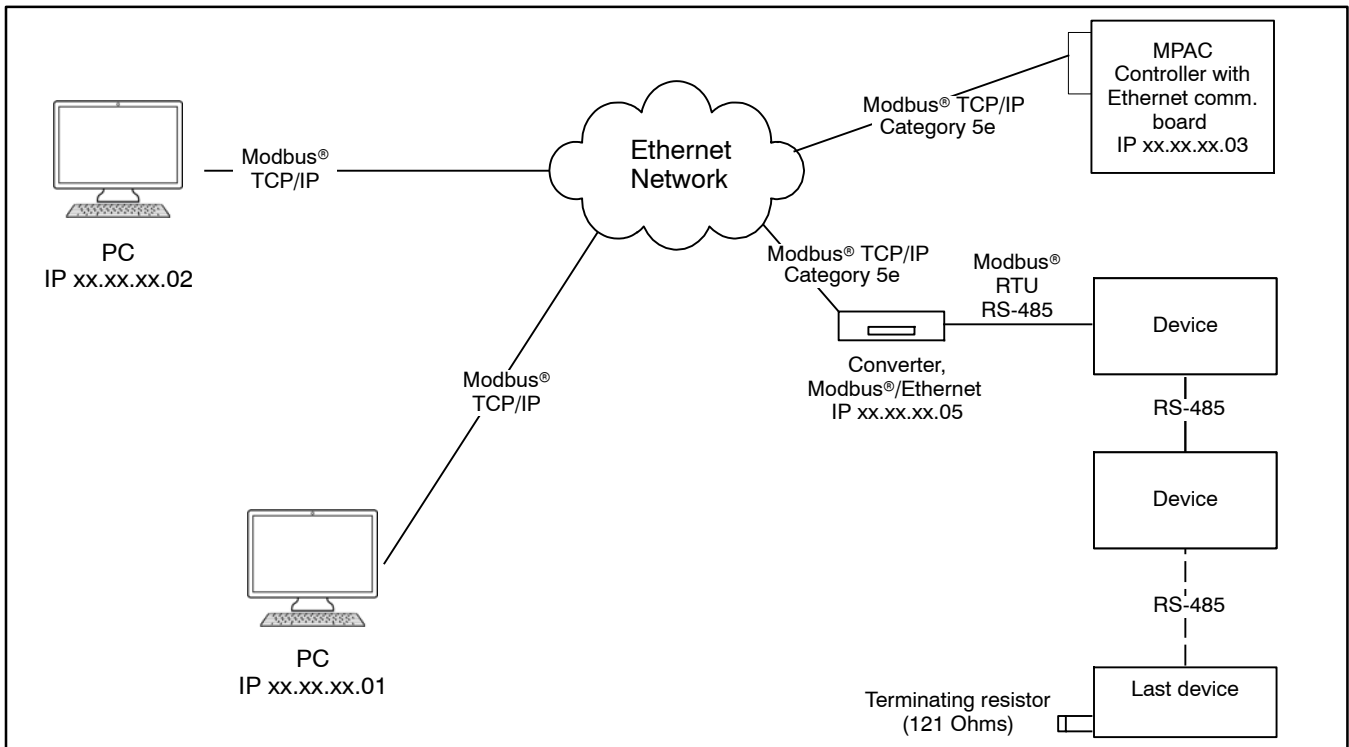 MPAC
Controller with
Ethernet comm.
board
IP xx.xx.xx.03
Modbus® TCP/IP
Category 5e
Ethernet
Network
Modbus®
TCP/IP
PC
IP xx.xx.xx.02
Modbus® TCP/IP
Category 5e
Modbus®
RTU
RS-485
Device
Converter,
Modbus®/Ethernet
IP xx.xx.xx.05
Modbus®
TCP/IP
RS-485
Device
RS-485
PC
IP xx.xx.xx.01
Last device
Terminating resistor
(121 Ohms)